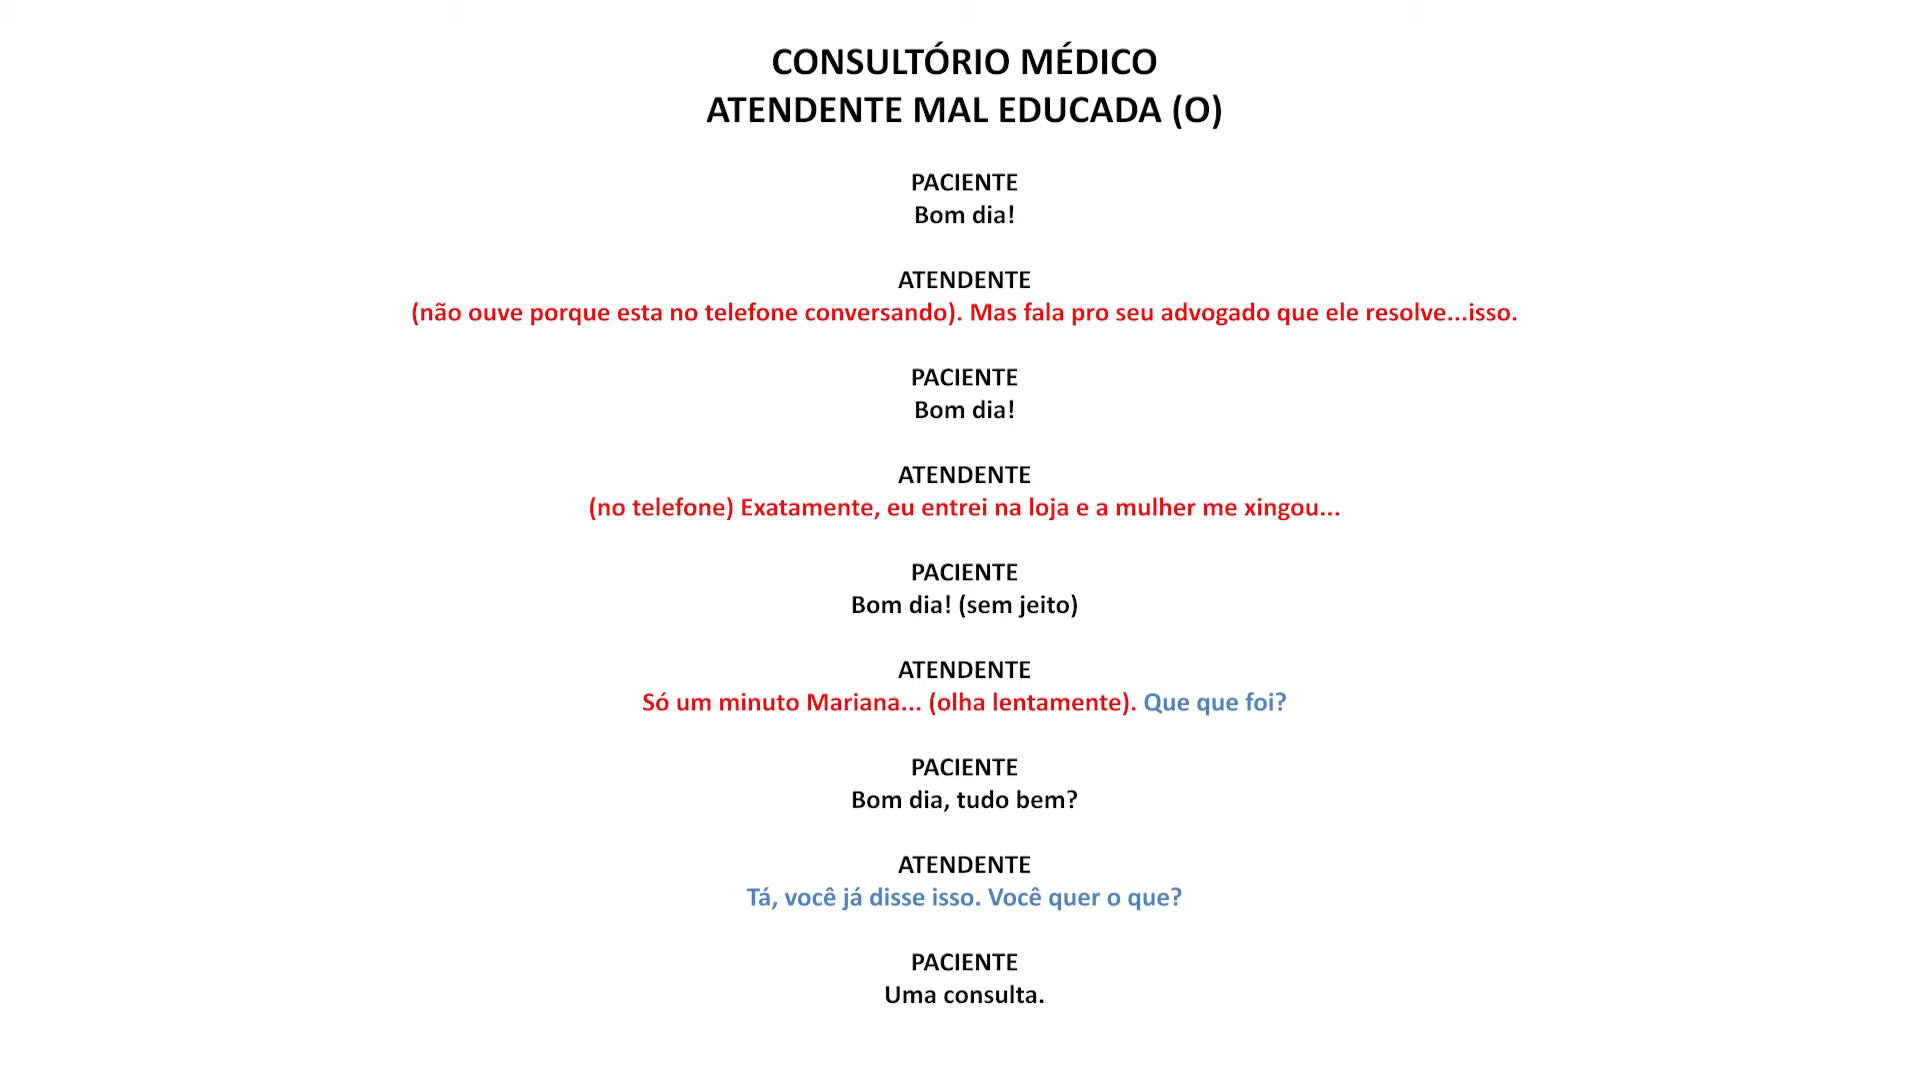 CONSULTÓRIO MÉDICO
ATENDENTE MAL EDUCADA (O)
PACIENTE
Bom dia!
ATENDENTE
(não ouve porque esta no telefone conversando). Mas fala pro seu advogado que ele resolve...isso.
PACIENTE
Bom dia!
ATENDENTE
(no telefone) Exatamente, eu entrei na loja e a mulher me xingou...
PACIENTE
Bom dia! (sem jeito)
ATENDENTE
Só um minuto Mariana... (olha lentamente). Que que foi?
PACIENTE
Bom dia, tudo bem?
ATENDENTE
Tá, você já disse isso. Você quer o que?
PACIENTE
Uma consulta.